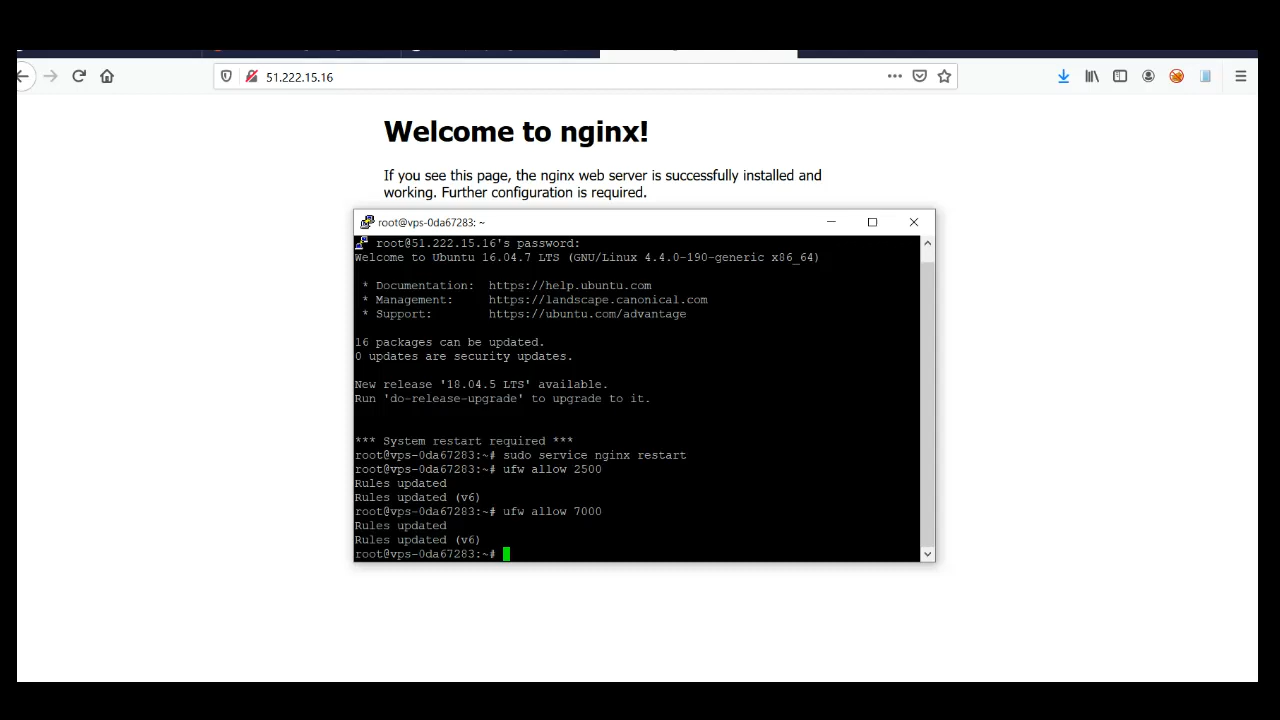 51.222.15.16
Welcome to nginx!
If you see this page, the nginx web server is successfully installed and
working. Further configuration is required.
root@vps-0da67283: ~
root@51.222.15.16's password:
Welcome to Ubuntu 16.04.7 LTS (GNU/Linux 4.4.0-190-generic x86_64)
* Documentation:  https://help.ubuntu.com
* Management:     https://landscape.canonical.com
* Support:        https://ubuntu.com/advantage
16 packages can be updated.
0 updates are security updates.
New release '18.04.5 LTS' available.
Run 'do-release-upgrade' to upgrade to it.
*** System restart required ***
root@vps-0da67283:~# sudo service nginx restart
root@vps-0da67283:~# ufw allow 2500
Rules updated
Rules updated (v6)
root@vps-0da67283:~# ufw allow 7000
Rules updated
Rules updated (v6)
root@vps-0da67283:~#